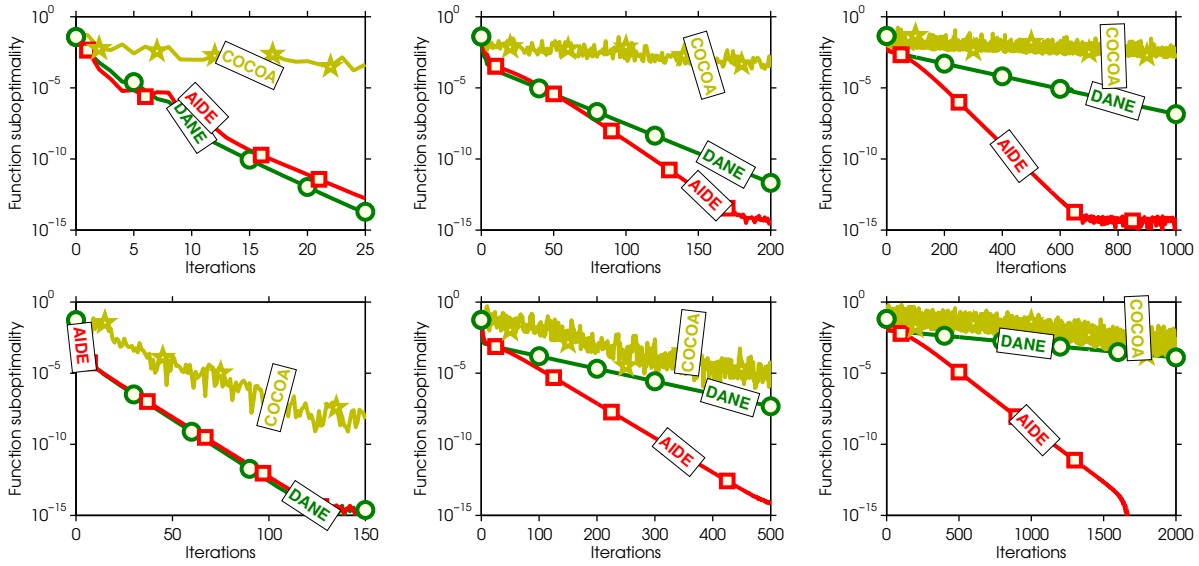 Function suboptimality
10^0
10^−5
10^−10
10^−15
COCOA
AIDE
DANE
0 5 10 15 20 25
Iterations
Function suboptimality
10^0
10^−5
10^−10
10^−15
COCOA
DANE
AIDE
0 50 100 150 200
Iterations
Function suboptimality
10^0
10^−5
10^−10
10^−15
COCOA
DANE
AIDE
0 200 400 600 800 1000
Iterations
Function suboptimality
10^0
10^−5
10^−10
10^−15
AIDE
COCOA
DANE
0 50 100 150
Iterations
Function suboptimality
10^0
10^−5
10^−10
10^−15
COCOA
DANE
AIDE
0 100 200 300 400 500
Iterations
Function suboptimality
10^0
10^−5
10^−10
10^−15
COCOA
DANE
AIDE
0 500 1000 1500 2000
Iterations